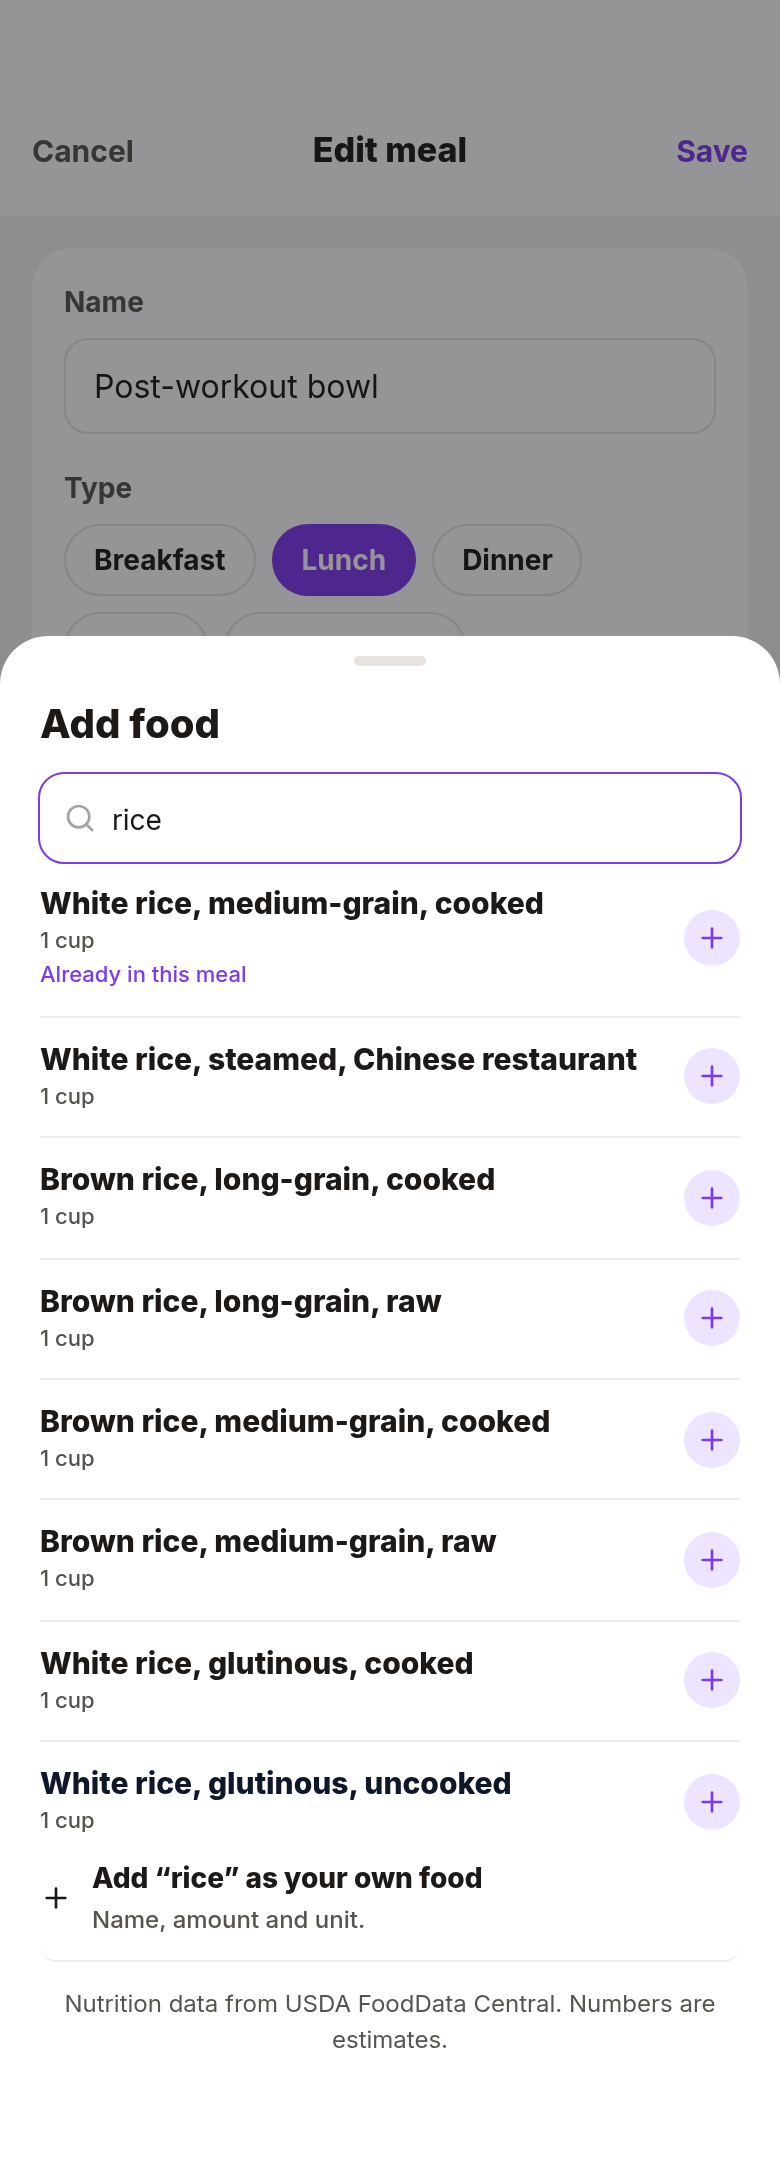 Cancel
Edit meal
Save
Name
Post-workout bowl
Type
Breakfast
Lunch
Dinner
Add food
rice
White rice, medium-grain, cooked
1 cup
Already in this meal
White rice, steamed, Chinese restaurant
1 cup
Brown rice, long-grain, cooked
1 cup
Brown rice, long-grain, raw
1 cup
Brown rice, medium-grain, cooked
1 cup
Brown rice, medium-grain, raw
1 cup
White rice, glutinous, cooked
1 cup
White rice, glutinous, uncooked
1 cup
Add “rice” as your own food
Name, amount and unit.
Nutrition data from USDA FoodData Central. Numbers are
estimates.